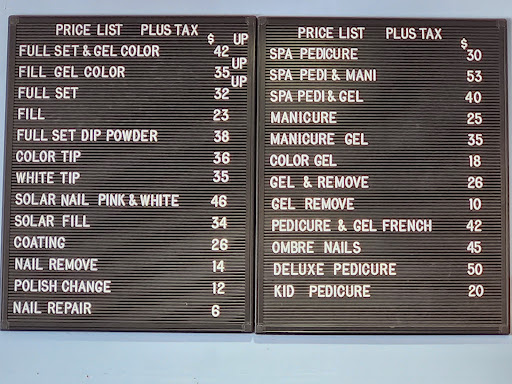 PRICE LIST PLUS TAX
$ UP
FULL SET & GEL COLOR 42
UP
FILL GEL COLOR 35
UP
FULL SET 32
FILL 23
FULL SET DIP POWDER 38
COLOR TIP 36
WHITE TIP 35
SOLAR NAIL PINK & WHITE 46
SOLAR FILL 34
COATING 26
NAIL REMOVE 14
POLISH CHANGE 12
NAIL REPAIR 6
PRICE LIST PLUS TAX
$
SPA PEDICURE 30
SPA PEDI & MANI 53
SPA PEDI & GEL 40
MANICURE 25
MANICURE GEL 35
COLOR GEL 18
GEL & REMOVE 26
GEL REMOVE 10
PEDICURE & GEL FRENCH 42
OMBRE NAILS 45
DELUXE PEDICURE 50
KID PEDICURE 20